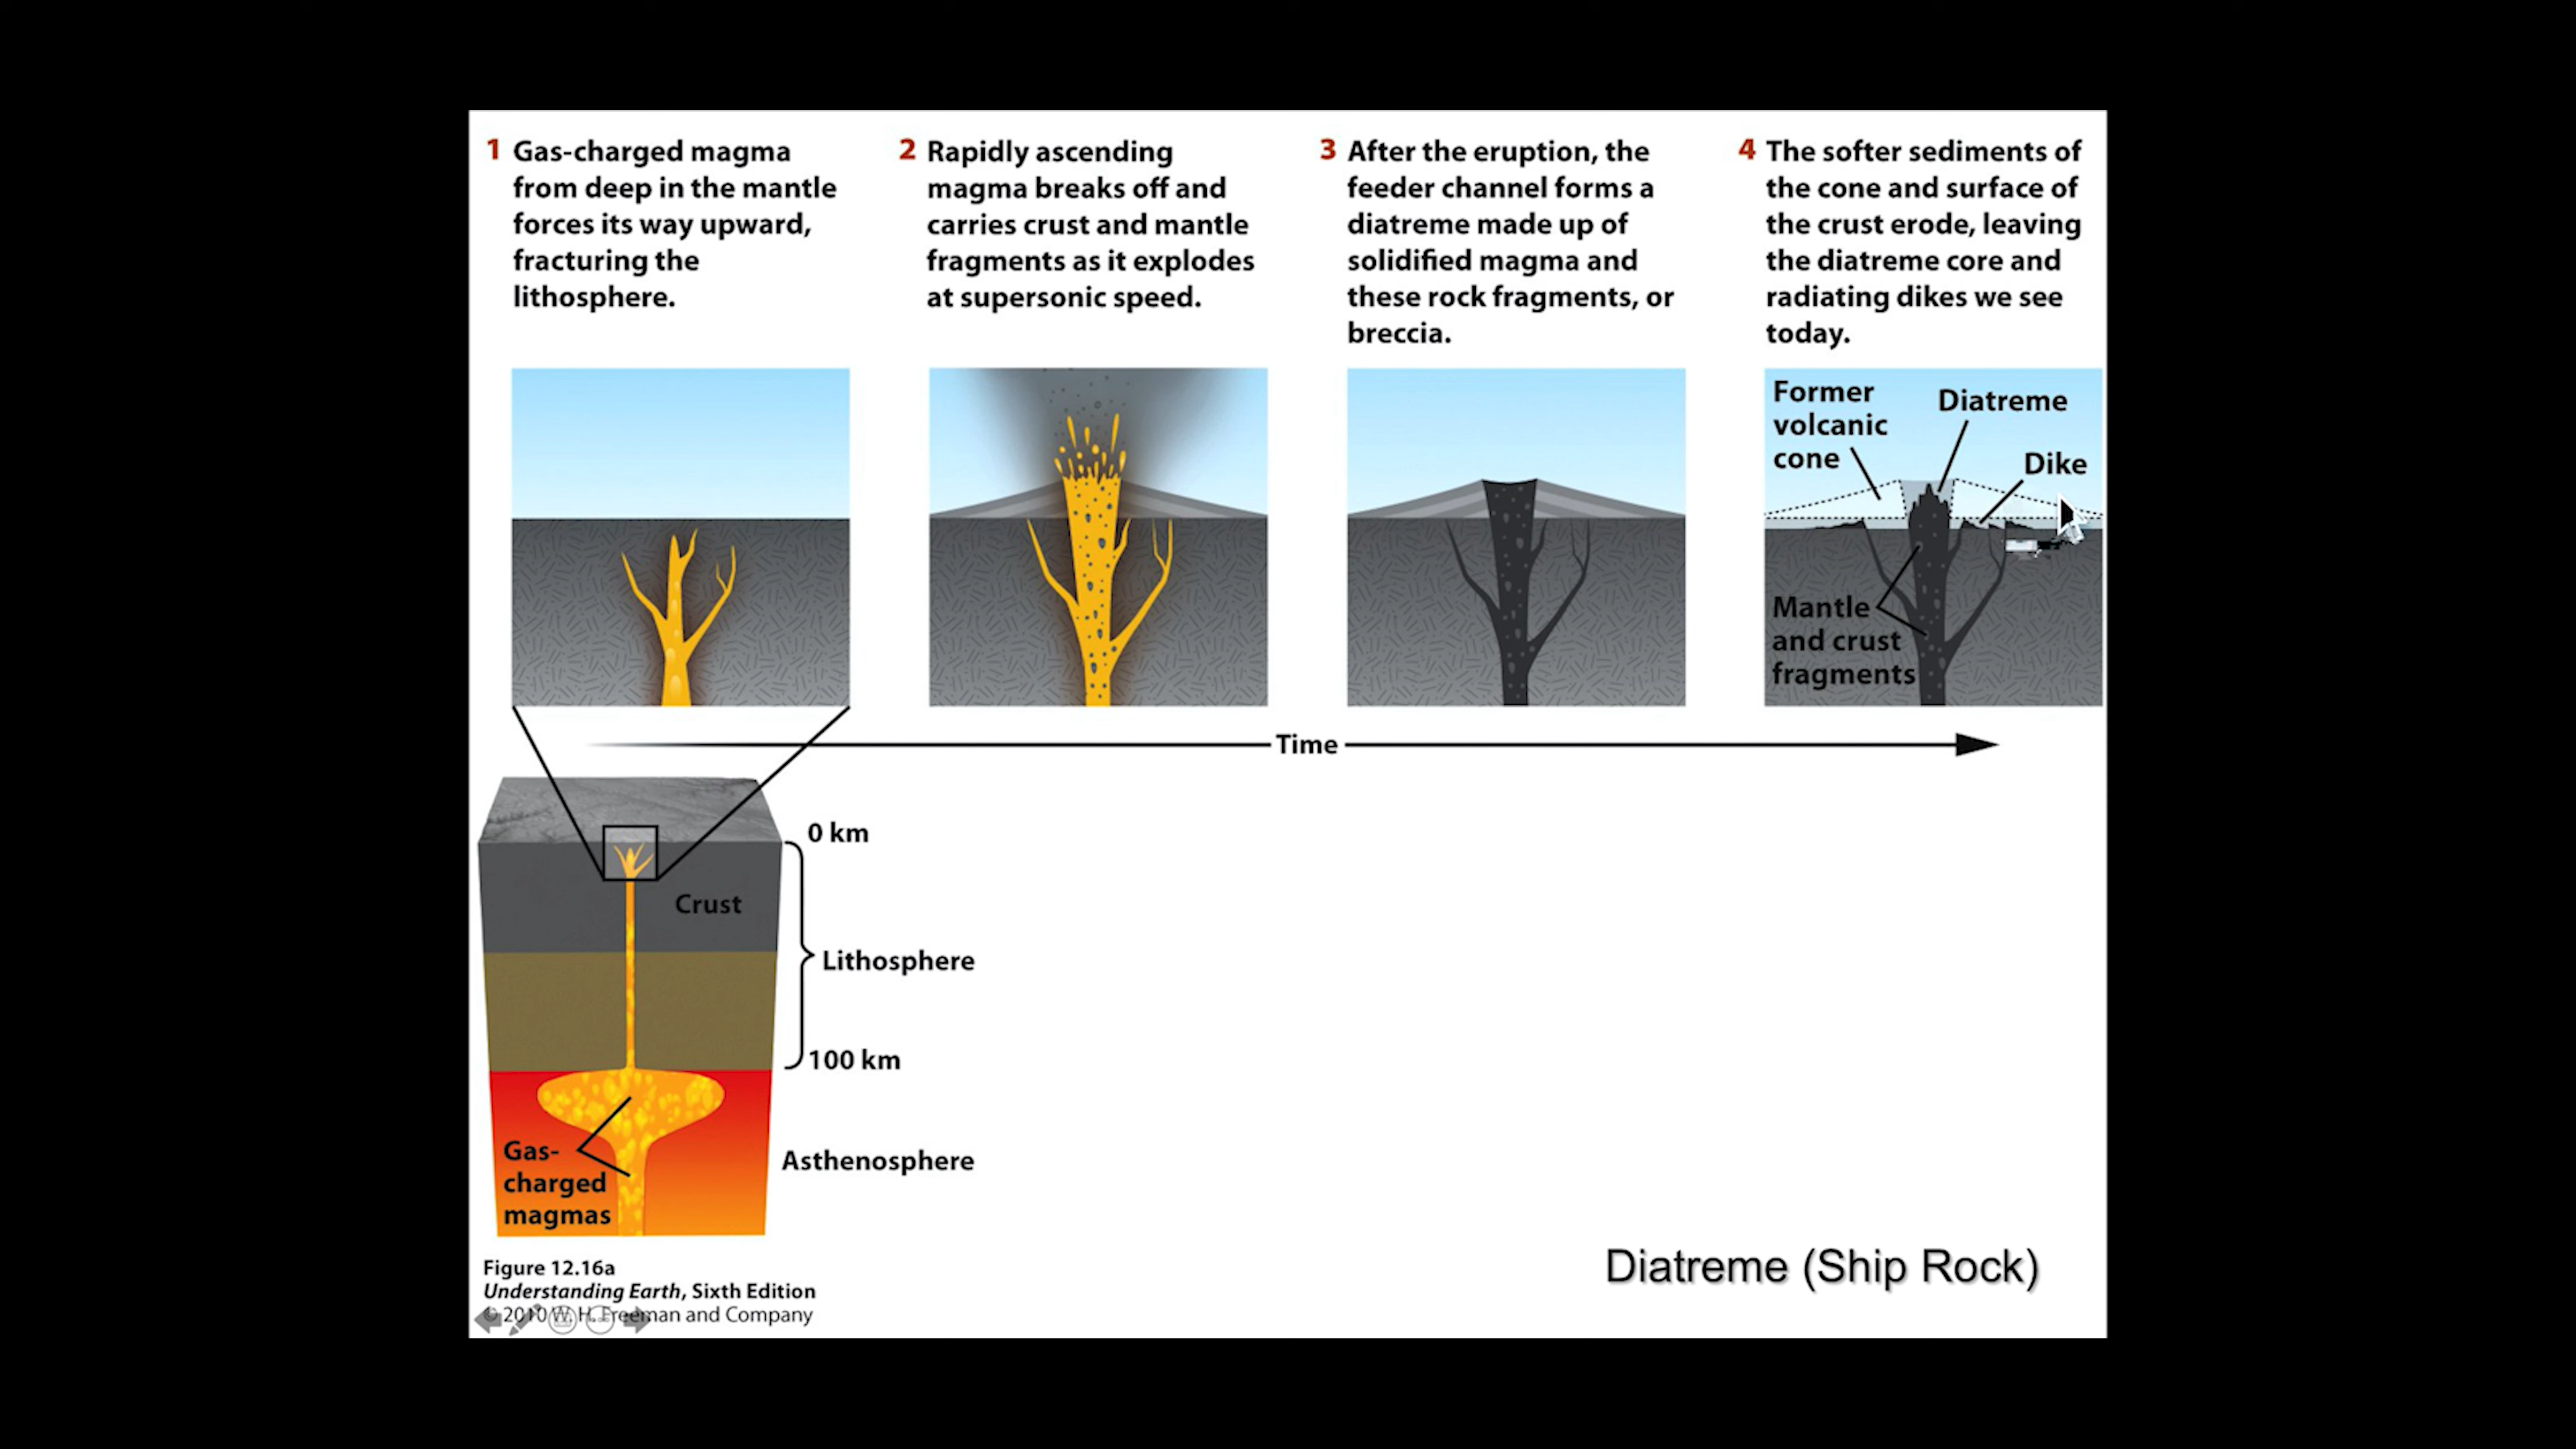 1 Gas-charged magma
from deep in the mantle
forces its way upward,
fracturing the
lithosphere.
2 Rapidly ascending
magma breaks off and
carries crust and mantle
fragments as it explodes
at supersonic speed.
3 After the eruption, the
feeder channel forms a
diatreme made up of
solidified magma and
these rock fragments, or
breccia.
4 The softer sediments of
the cone and surface of
the crust erode, leaving
the diatreme core and
radiating dikes we see
today.
Former
volcanic
cone
Diatreme
Dike
Mantle
and crust
fragments
Time
0 km
Crust
Lithosphere
100 km
Gas-
charged
magmas
Asthenosphere
Figure 12.16a
Understanding Earth, Sixth Edition
© 2010 W. H. Freeman and Company
Diatreme (Ship Rock)